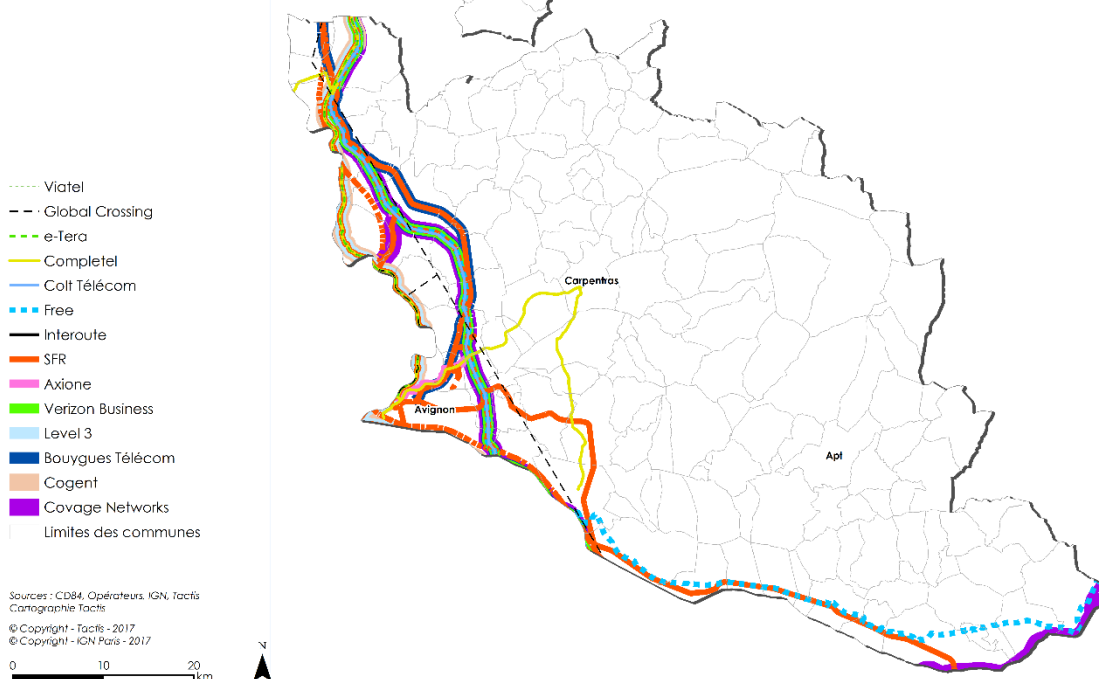 Viatel
Global Crossing
e-Tera
Completel
Colt Télécom
Free
Interoute
SFR
Axione
Verizon Business
Level 3
Bouygues Télécom
Cogent
Covage Networks
Limites des communes
Sources : CD84, Opérateurs, IGN, Tactis
Cartographie Tactis
© Copyright - Tactis - 2017
© Copyright - IGN Paris - 2017
0 10 20
km
N
Carpentras
Avignon
Apt